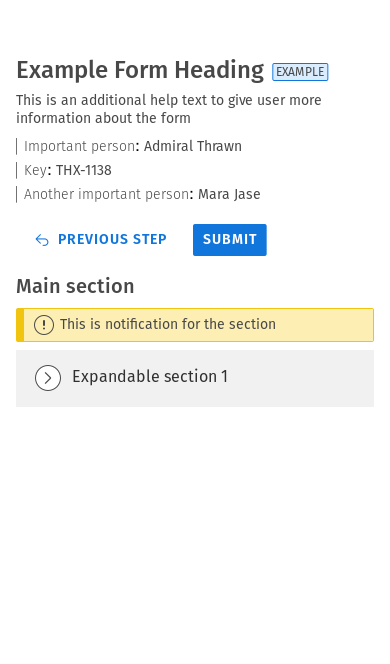 Example Form Heading EXAMPLE
This is an additional help text to give user more
information about the form
Important person: Admiral Thrawn
Key: THX-1138
Another important person: Mara Jase
PREVIOUS STEP SUBMIT
Main section
This is notification for the section
Expandable section 1